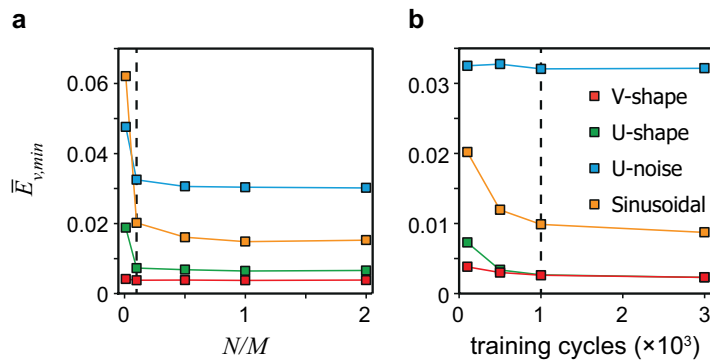 a
b
0.06
0.04
0.02
0
Ē v,min
0
1
2
N/M
0.03
0.02
0.01
0
V-shape
U-shape
U-noise
Sinusoidal
0
1
2
3
training cycles (×10³)